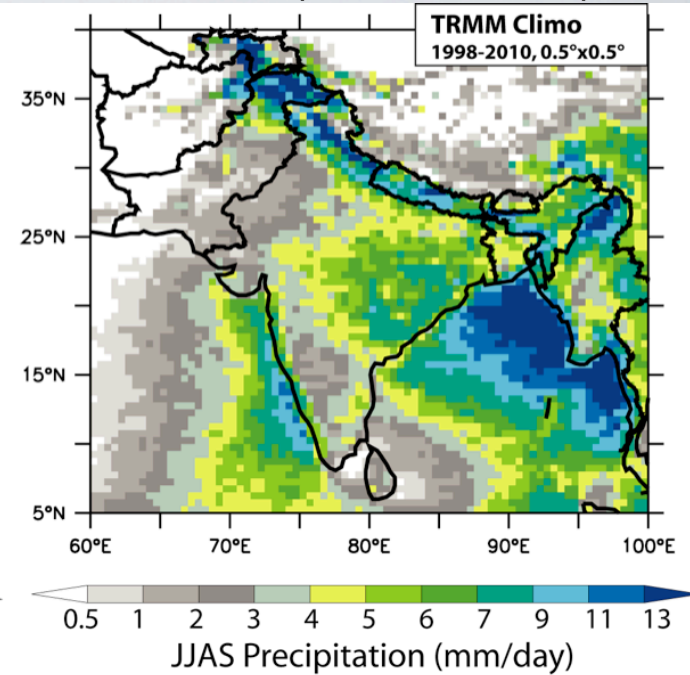 TRMM Climo
1998-2010, 0.5°x0.5°
35°N
25°N
15°N
5°N
60°E 70°E 80°E 90°E 100°E
0.5 1 2 3 4 5 6 7 9 11 13
JJAS Precipitation (mm/day)